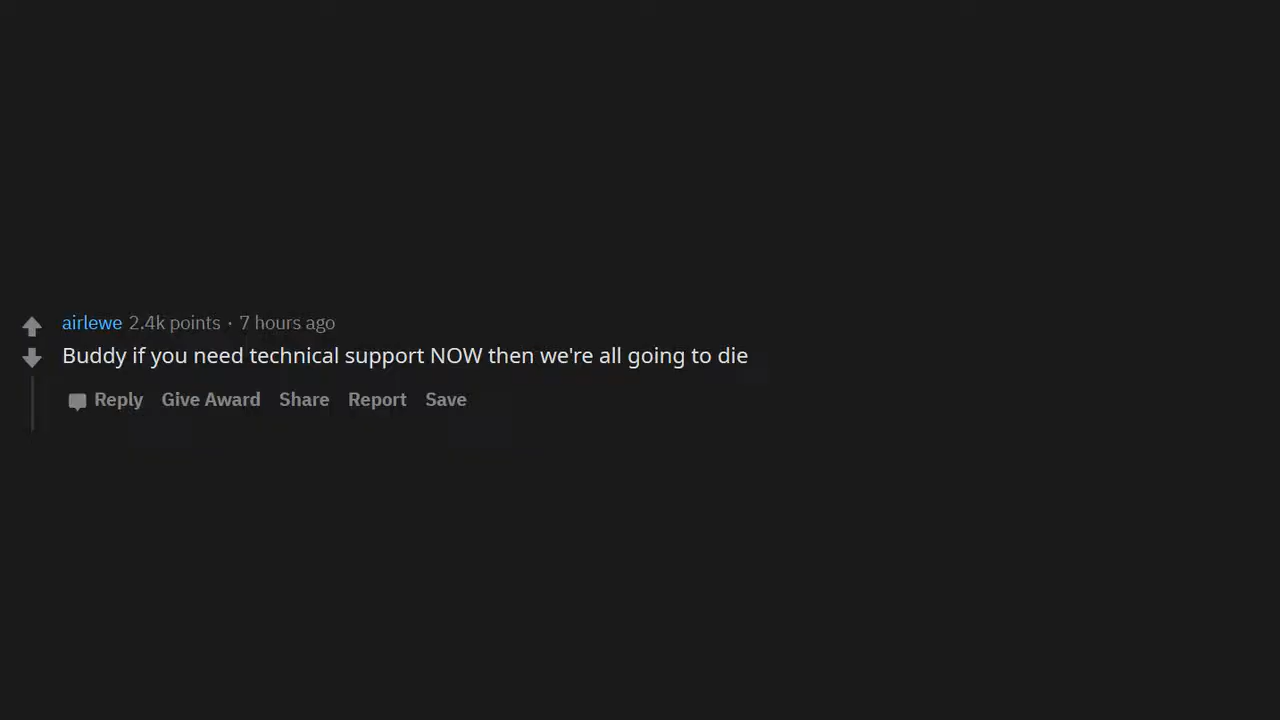 airlewe 2.4k points · 7 hours ago
Buddy if you need technical support NOW then we're all going to die
Reply Give Award Share Report Save